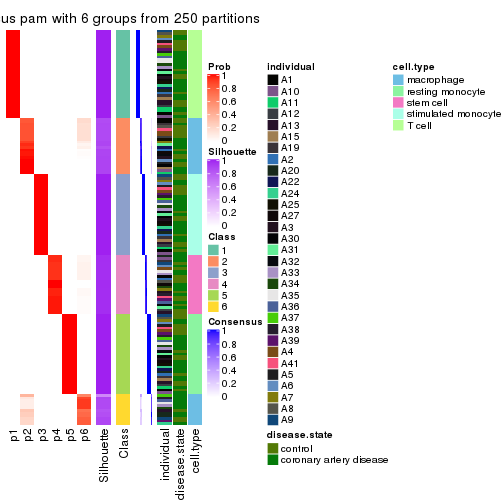 us pam with 6 groups from 250 partitions
Prob
1
0.8
0.6
0.4
0.2
0
Silhouette
1
0.8
0.6
0.4
0.2
0
Class
1
2
3
4
5
6
Consensus
1
0.8
0.6
0.4
0.2
0
individual
A1
A10
A11
A12
A13
A15
A19
A2
A20
A22
A24
A25
A27
A3
A30
A31
A32
A33
A34
A35
A36
A37
A38
A39
A4
A41
A5
A6
A7
A8
A9
disease.state
control
coronary artery disease
cell.type
macrophage
resting monocyte
stem cell
stimulated monocyte
T cell
p1
p2
p3
p4
p5
p6
Silhouette
Class
individual
disease.state
cell.type